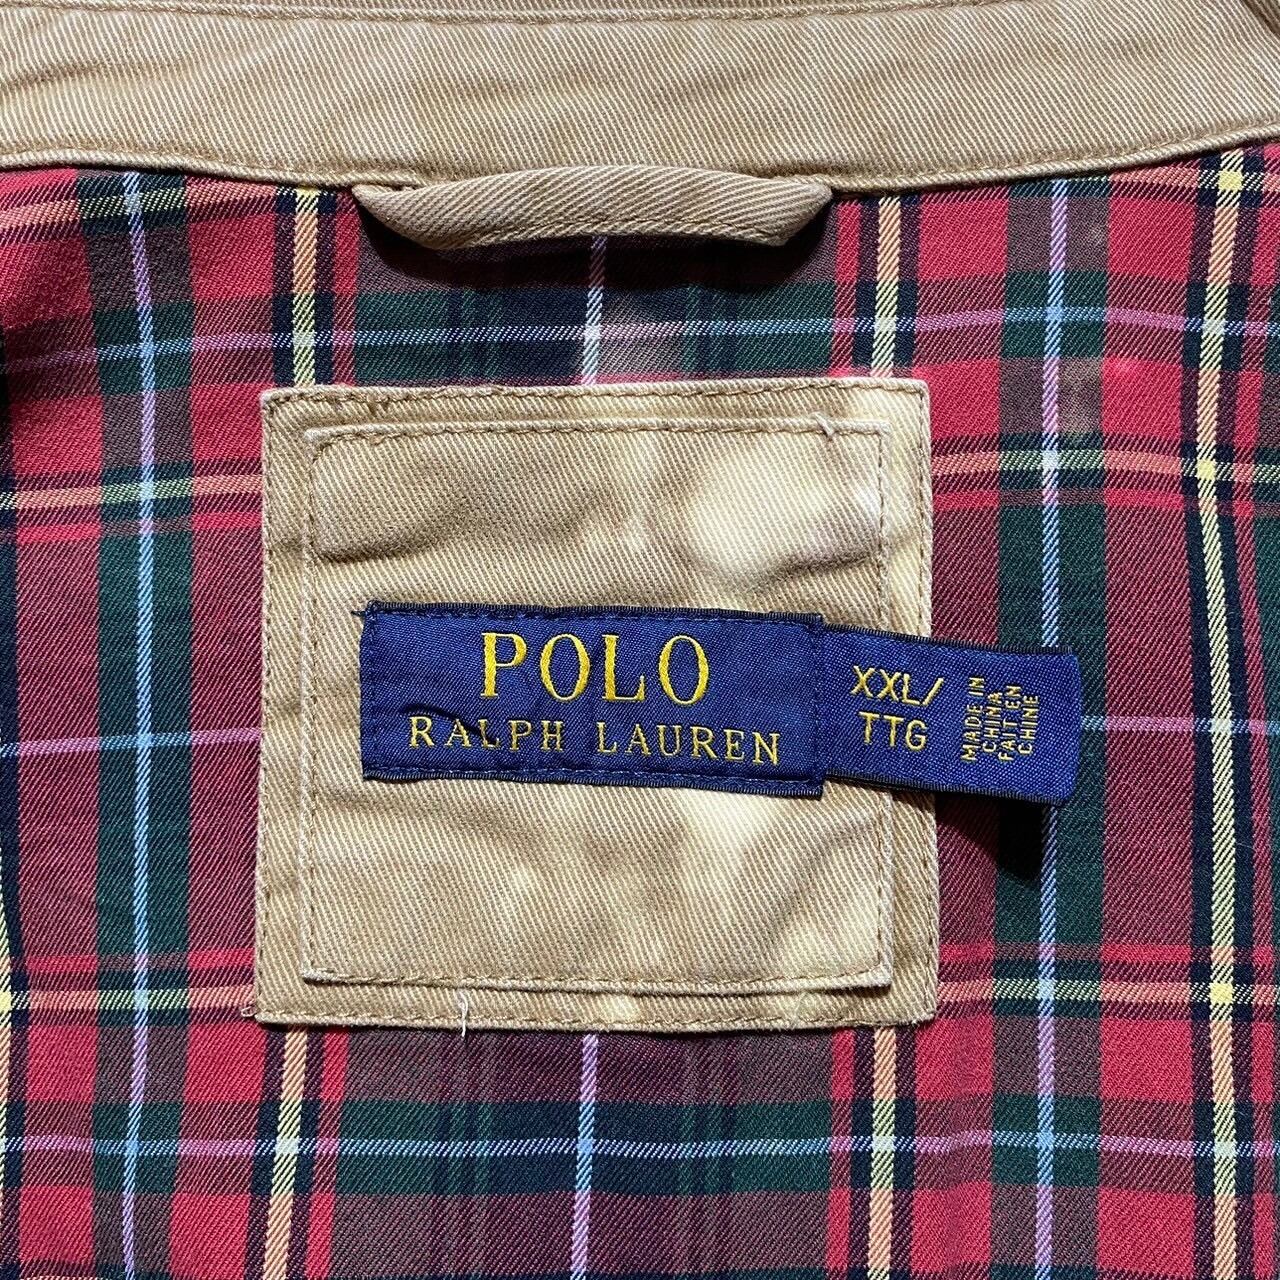 POLO
RALPH LAUREN
XXL/
TTG
MADE IN
CHINA
FAIT EN
CHINE